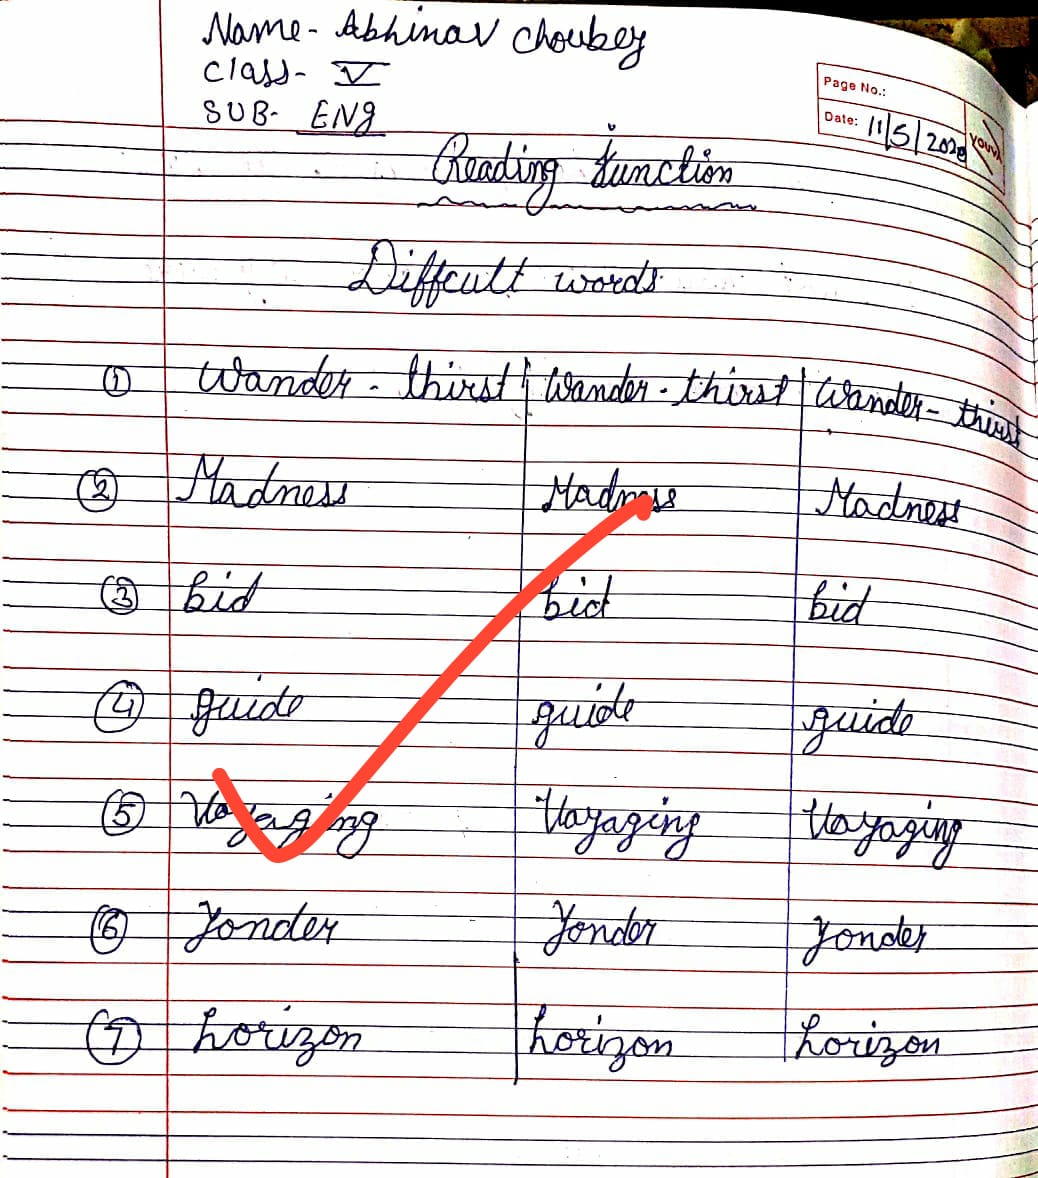 Name- Abhinav Choubey
Class- V
SUB- ENg
Page No.:
Date: 11/5/2020
YOUVA
Reading function
Diffcult words
① Wander - thirst | Wander - thirst | Wander - thirst
② Madness Madness Madness
③ bid bid bid
④ guide guide guide
⑤ Voyaging Voyaging Voyaging
⑥ Yonder Yonder Yonder
⑦ horizon horizon horizon